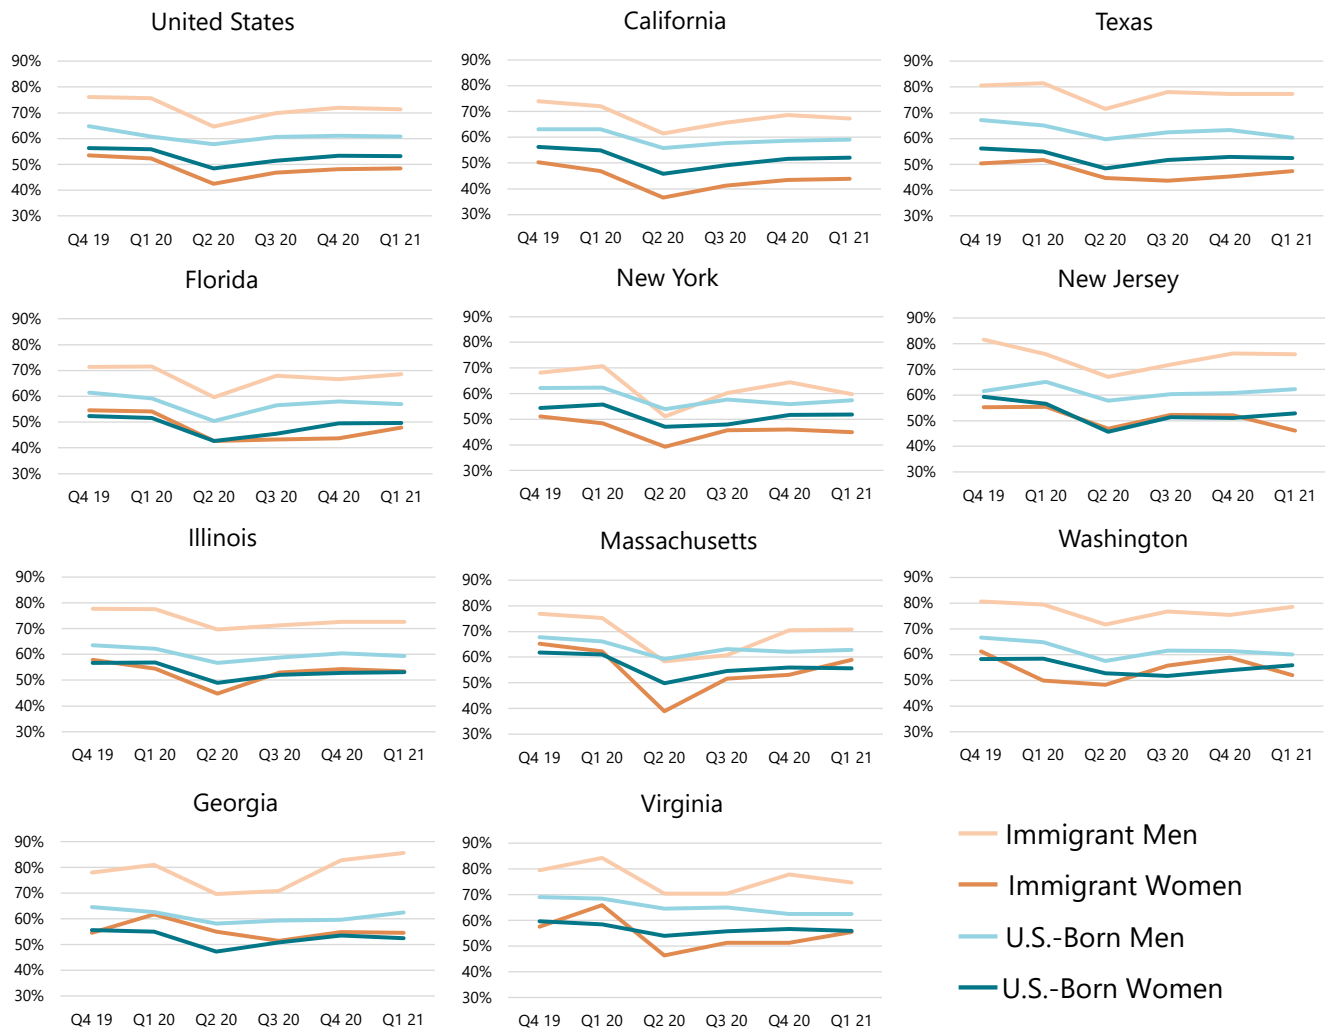 United States
90%
80%
70%
60%
50%
40%
30%
Q4 19 Q1 20 Q2 20 Q3 20 Q4 20 Q1 21
California
90%
80%
70%
60%
50%
40%
30%
Q4 19 Q1 20 Q2 20 Q3 20 Q4 20 Q1 21
Texas
90%
80%
70%
60%
50%
40%
30%
Q4 19 Q1 20 Q2 20 Q3 20 Q4 20 Q1 21
Florida
90%
80%
70%
60%
50%
40%
30%
Q4 19 Q1 20 Q2 20 Q3 20 Q4 20 Q1 21
New York
90%
80%
70%
60%
50%
40%
30%
Q4 19 Q1 20 Q2 20 Q3 20 Q4 20 Q1 21
New Jersey
90%
80%
70%
60%
50%
40%
30%
Q4 19 Q1 20 Q2 20 Q3 20 Q4 20 Q1 21
Illinois
90%
80%
70%
60%
50%
40%
30%
Q4 19 Q1 20 Q2 20 Q3 20 Q4 20 Q1 21
Massachusetts
90%
80%
70%
60%
50%
40%
30%
Q4 19 Q1 20 Q2 20 Q3 20 Q4 20 Q1 21
Washington
90%
80%
70%
60%
50%
40%
30%
Q4 19 Q1 20 Q2 20 Q3 20 Q4 20 Q1 21
Georgia
90%
80%
70%
60%
50%
40%
30%
Q4 19 Q1 20 Q2 20 Q3 20 Q4 20 Q1 21
Virginia
90%
80%
70%
60%
50%
40%
30%
Q4 19 Q1 20 Q2 20 Q3 20 Q4 20 Q1 21
Immigrant Men
Immigrant Women
U.S.-Born Men
U.S.-Born Women